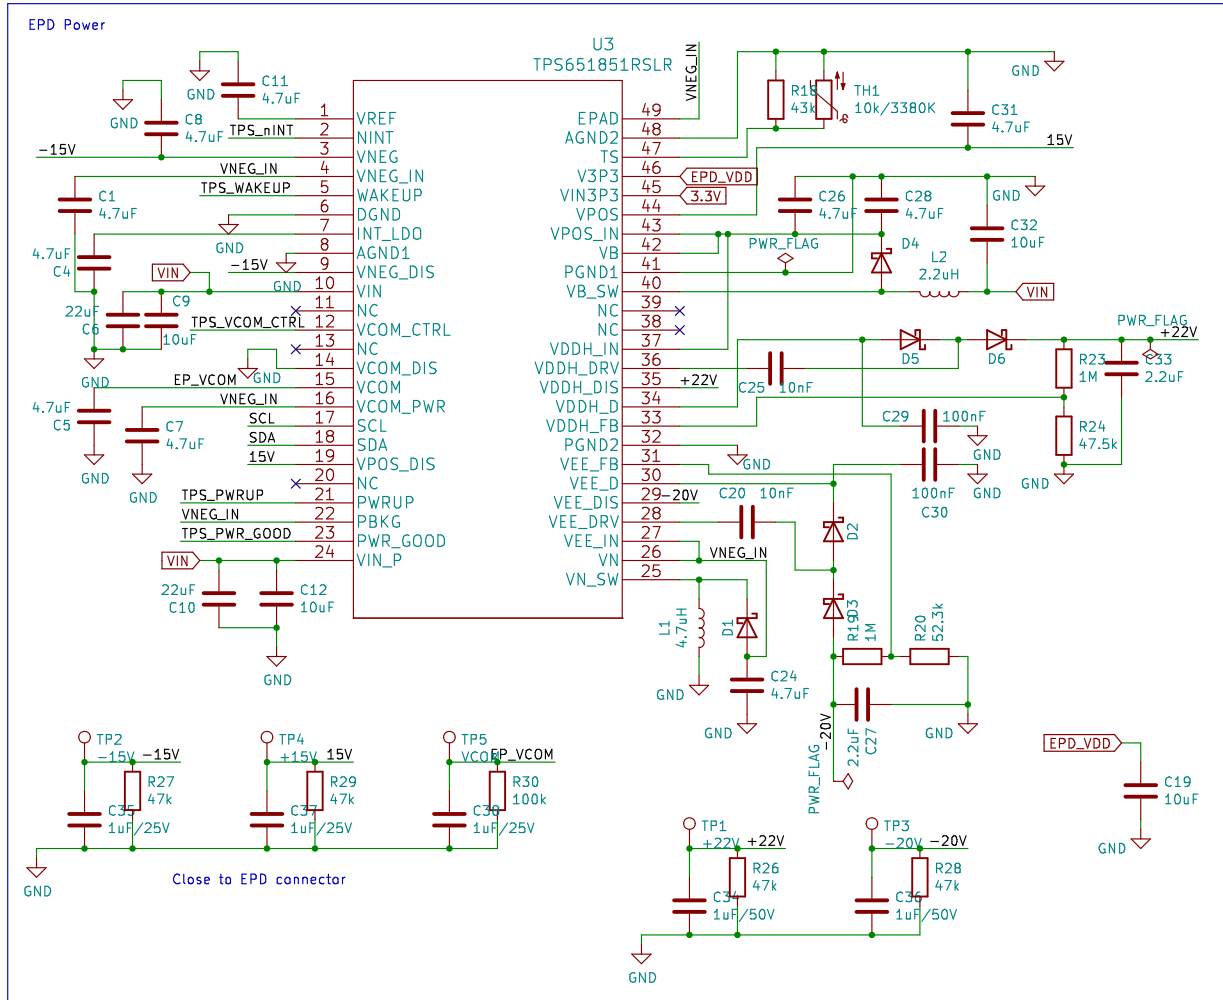 EPD Power
U3
TPS651851RSLR
GND
C11
4.7uF
GND
C8
4.7uF
TPS_nINT
-15V
VNEG_IN
TPS_WAKEUP
C1
4.7uF
GND
4.7uF
C4
-15V
GND
VIN
22uF
C6
C9
10uF
TPS_VCOM_CTRL
GND
GND
EP_VCOM
4.7uF
C5
VNEG_IN
C7
4.7uF
SCL
SDA
15V
GND
GND
TPS_PWRUP
VNEG_IN
TPS_PWR_GOOD
VIN
22uF
C10
C12
10uF
GND
1 VREF
2 NINT
3 VNEG
4 VNEG_IN
5 WAKEUP
6 DGND
7 INT_LDO
8 AGND1
9 VNEG_DIS
10 VIN
11 NC
12 VCOM_CTRL
13 NC
14 VCOM_DIS
15 VCOM
16 VCOM_PWR
17 SCL
18 SDA
19 VPOS_DIS
20 NC
21 PWRUP
22 PBKG
23 PWR_GOOD
24 VIN_P
EPAD 49
AGND2 48
TS 47
V3P3 46
VIN3P3 45
VPOS 44
VPOS_IN 43
VB 42
PGND1 41
VB_SW 40
NC 39
NC 38
VDDH_IN 37
VDDH_DRV 36
VDDH_DIS 35
VDDH_D 34
VDDH_FB 33
PGND2 32
VEE_FB 31
VEE_D 30
VEE_DIS 29
VEE_DRV 28
VEE_IN 27
VN 26
VN_SW 25
VNEG_IN
R18
43k
TH1
10k/3380K
GND
C31
4.7uF
15V
EPD_VDD
3.3V
C26
4.7uF
C28
4.7uF
GND
C32
10uF
PWR_FLAG
D4
L2
2.2uH
VIN
PWR_FLAG
+22V
D5
D6
C25
10nF
+22V
R23
1M
C33
2.2uF
C29
100nF
GND
R24
47.5k
GND
GND
100nF
C30
GND
-20V
C20
10nF
D2
VNEG_IN
D3
L1
4.7uH
D1
R19
1M
R20
52.3k
GND
C24
4.7uF
GND
-20V
2.2uF
C27
GND
PWR_FLAG
TP2
-15V
-15V
R27
47k
C35
1uF/25V
TP4
+15V
15V
R29
47k
C37
1uF/25V
TP5
VCOM
EP_VCOM
R30
100k
C38
1uF/25V
GND
Close to EPD connector
TP1
+22V
+22V
R26
47k
C34
1uF/50V
TP3
-20V
-20V
R28
47k
C36
1uF/50V
GND
EPD_VDD
C19
10uF
GND